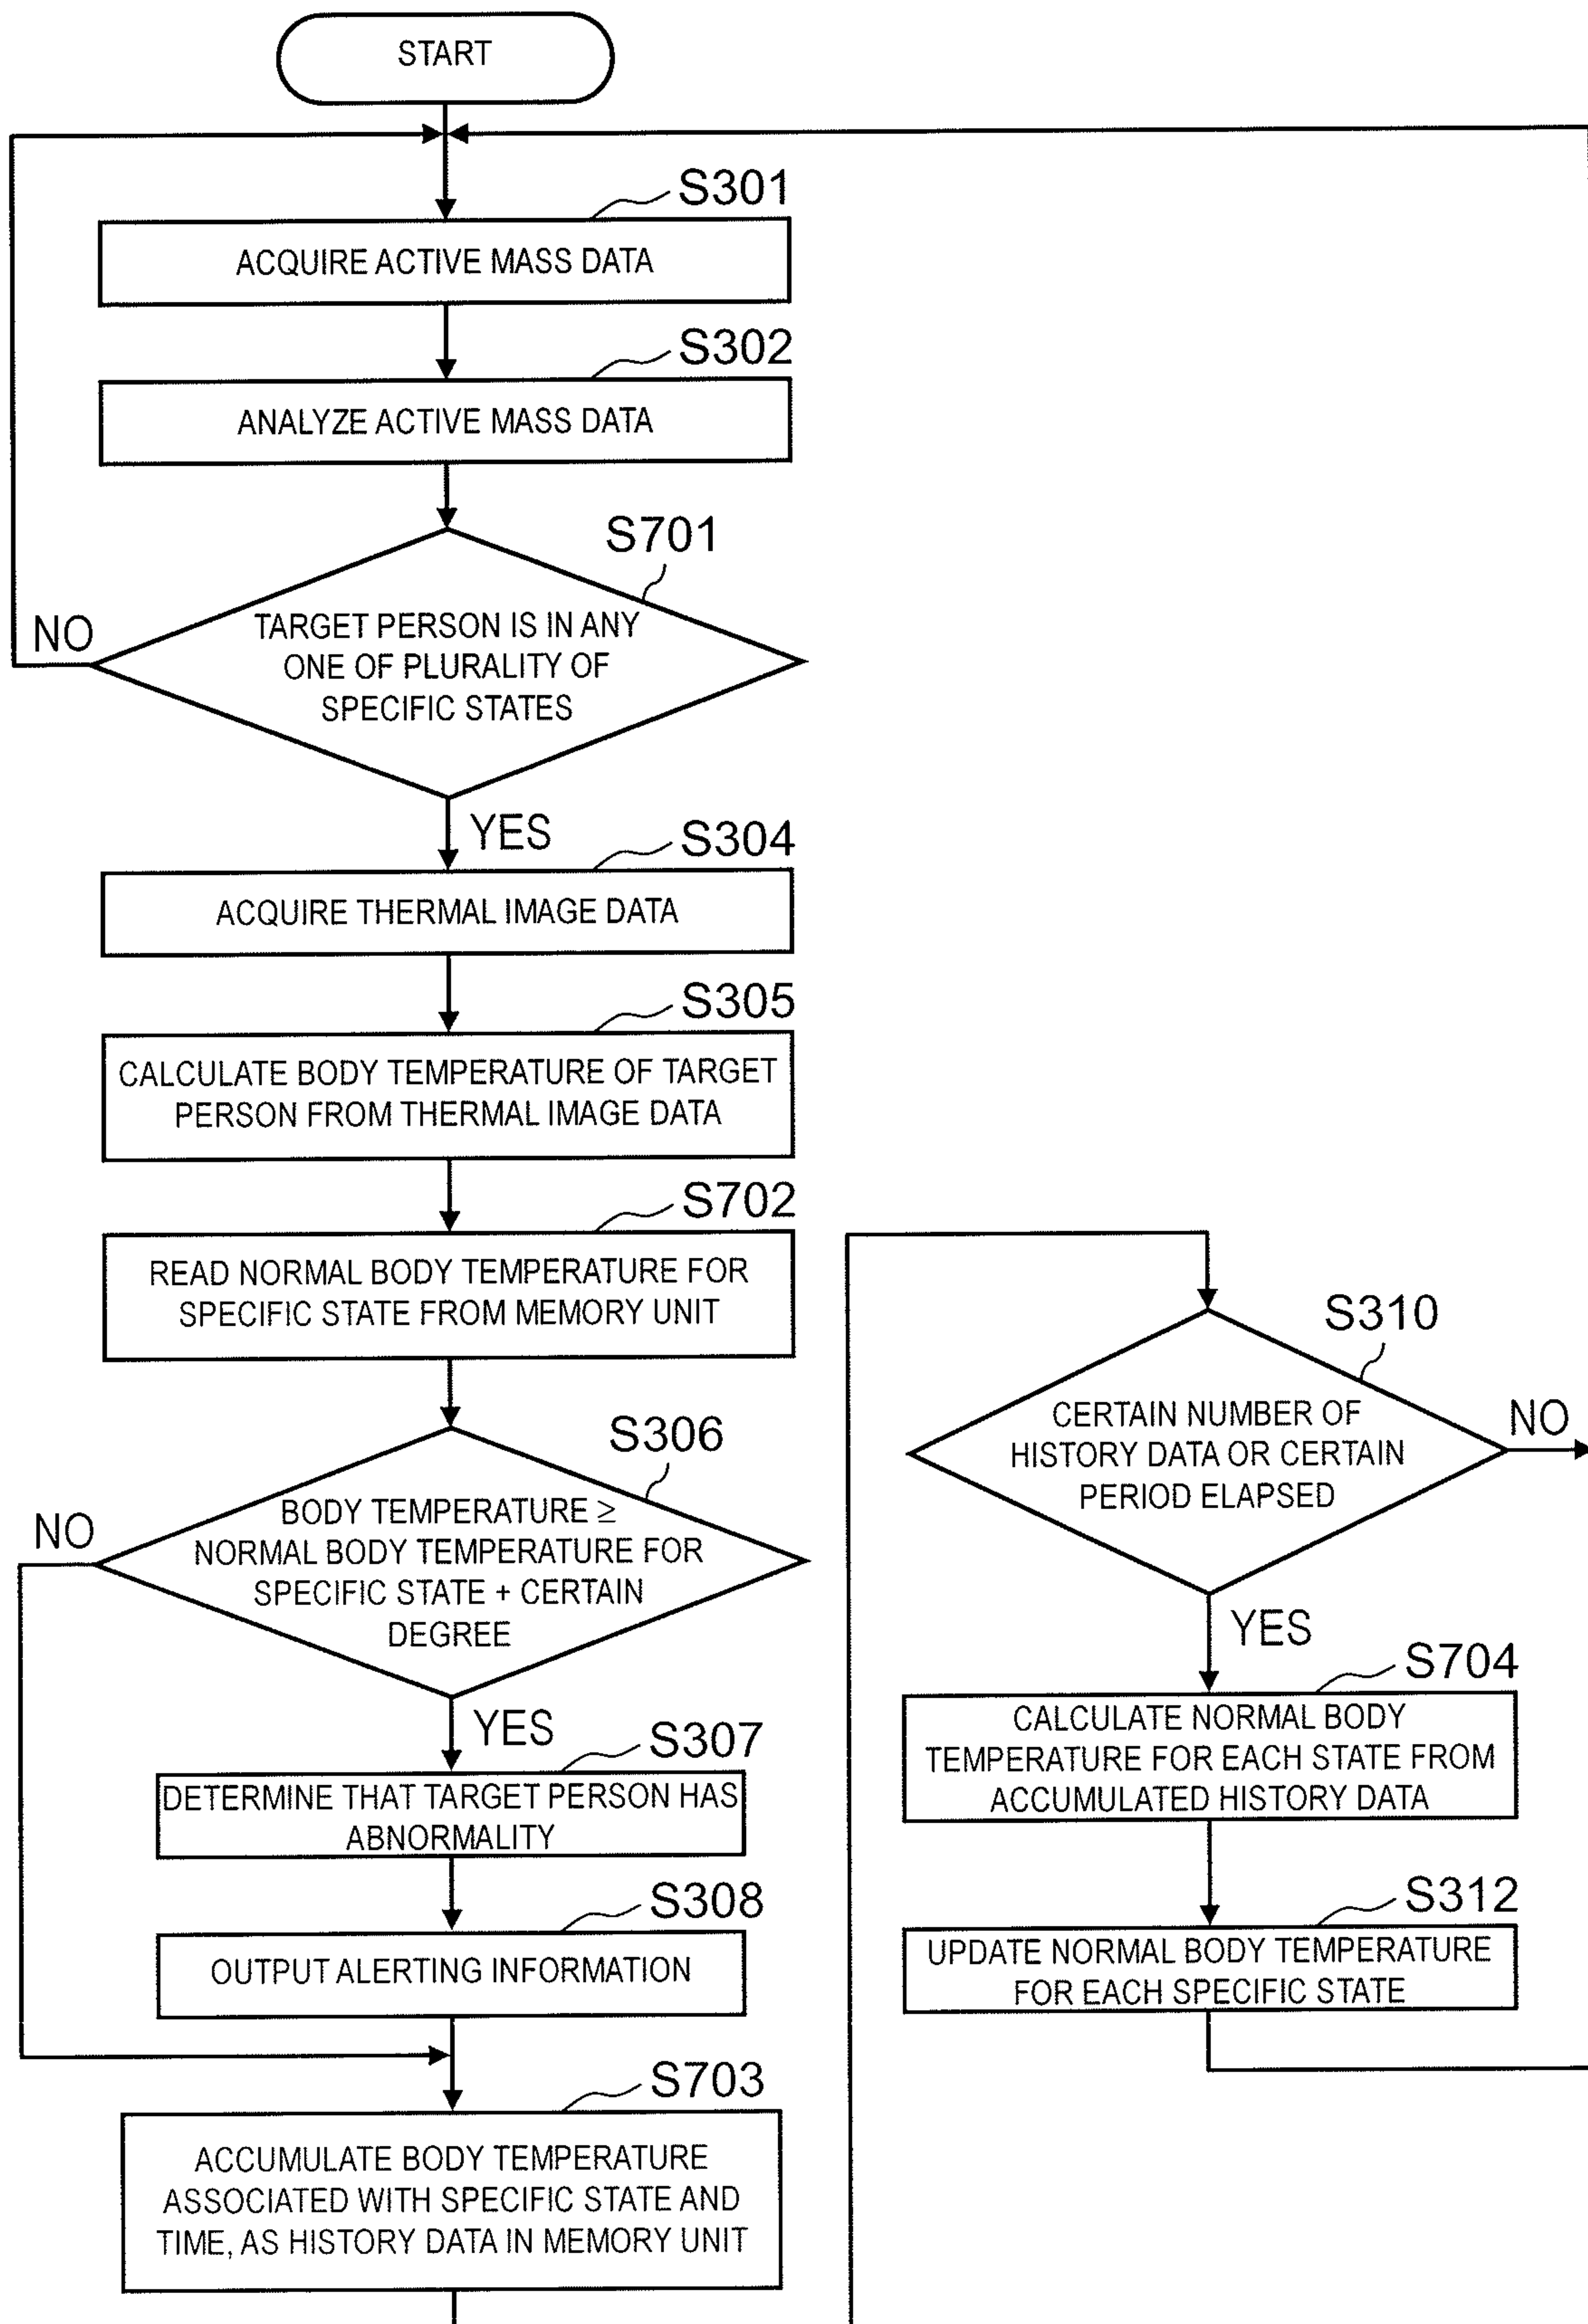 START
S301
ACQUIRE ACTIVE MASS DATA
S302
ANALYZE ACTIVE MASS DATA
S701
TARGET PERSON IS IN ANY
ONE OF PLURALITY OF
SPECIFIC STATES
NO
YES
S304
ACQUIRE THERMAL IMAGE DATA
S305
CALCULATE BODY TEMPERATURE OF TARGET
PERSON FROM THERMAL IMAGE DATA
S702
READ NORMAL BODY TEMPERATURE FOR
SPECIFIC STATE FROM MEMORY UNIT
S306
BODY TEMPERATURE ≥
NORMAL BODY TEMPERATURE FOR
SPECIFIC STATE + CERTAIN
DEGREE
NO
YES
S307
DETERMINE THAT TARGET PERSON HAS
ABNORMALITY
S308
OUTPUT ALERTING INFORMATION
S703
ACCUMULATE BODY TEMPERATURE
ASSOCIATED WITH SPECIFIC STATE AND
TIME, AS HISTORY DATA IN MEMORY UNIT
S310
CERTAIN NUMBER OF
HISTORY DATA OR CERTAIN
PERIOD ELAPSED
NO
YES
S704
CALCULATE NORMAL BODY
TEMPERATURE FOR EACH STATE FROM
ACCUMULATED HISTORY DATA
S312
UPDATE NORMAL BODY TEMPERATURE
FOR EACH SPECIFIC STATE